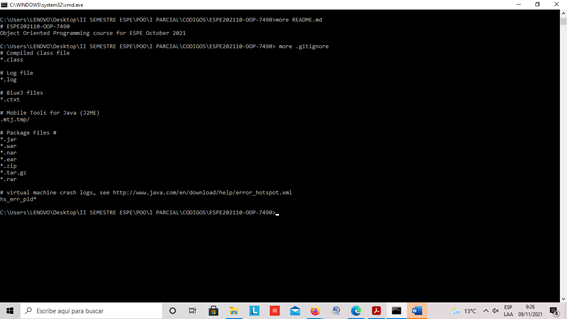 C:\WINDOWS\system32\cmd.exe
C:\Users\LENOVO\Desktop\II SEMESTRE ESPE\POO\I PARCIAL\CODIGOS\ESPE202110-OOP-7490>more README.md
# ESPE202110-OOP-7490
Object Oriented Programming course for ESPE October 2021
C:\Users\LENOVO\Desktop\II SEMESTRE ESPE\POO\I PARCIAL\CODIGOS\ESPE202110-OOP-7490> more .gitignore
# Compiled class file
*.class
# Log file
*.log
# BlueJ files
*.ctxt
# Mobile Tools for Java (J2ME)
.mtj.tmp/
# Package Files #
*.jar
*.war
*.nar
*.ear
*.zip
*.tar.gz
*.rar
# virtual machine crash logs, see http://www.java.com/en/download/help/error_hotspot.xml
hs_err_pid*
C:\Users\LENOVO\Desktop\II SEMESTRE ESPE\POO\I PARCIAL\CODIGOS\ESPE202110-OOP-7490>
Escribe aquí para buscar
13°C
ESP
LAA
9:26
09/11/2021